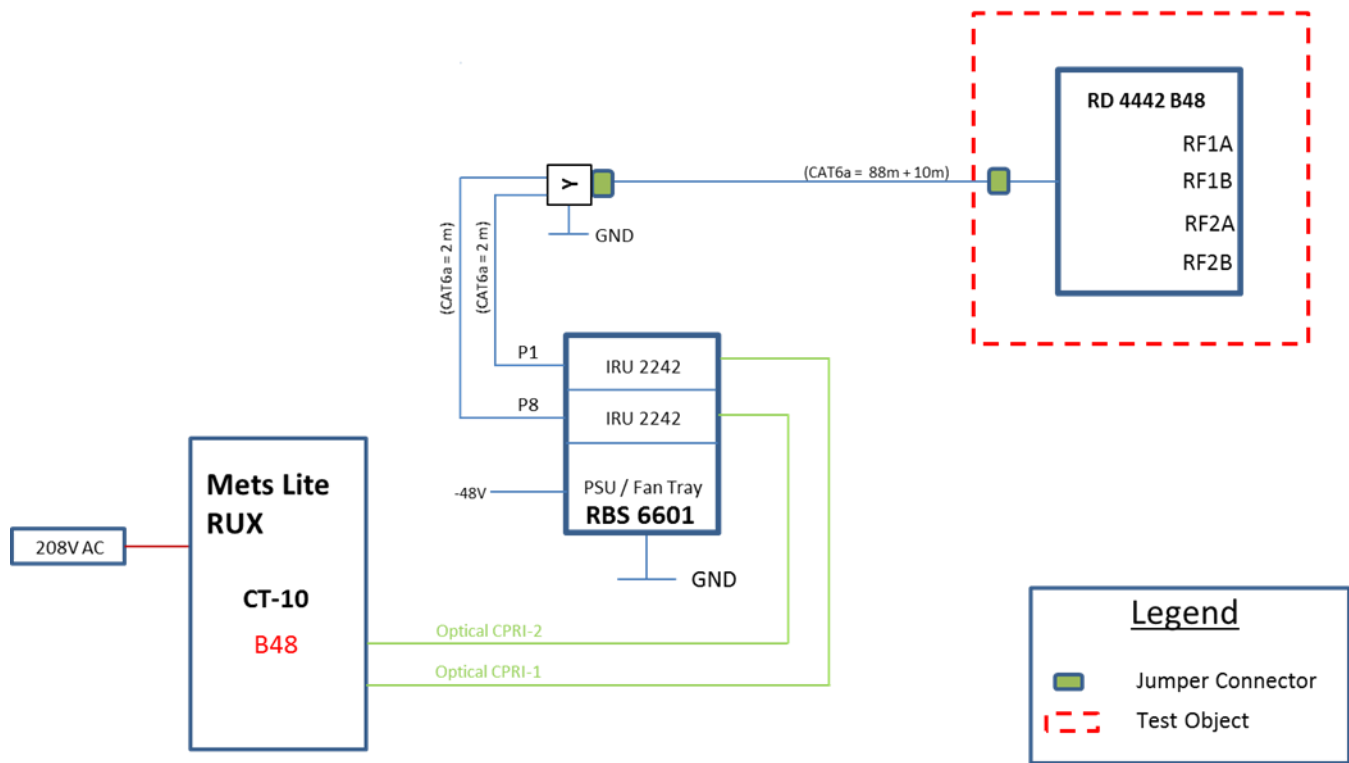 RD 4442 B48
RF1A
RF1B
RF2A
RF2B
(CAT6a = 88m + 10m)
Y
GND
(CAT6a = 2 m)
(CAT6a = 2 m)
P1
P8
IRU 2242
IRU 2242
-48V
PSU / Fan Tray
RBS 6601
GND
208V AC
Mets Lite
RUX
CT-10
B48
Optical CPRI-2
Optical CPRI-1
Legend
Jumper Connector
Test Object